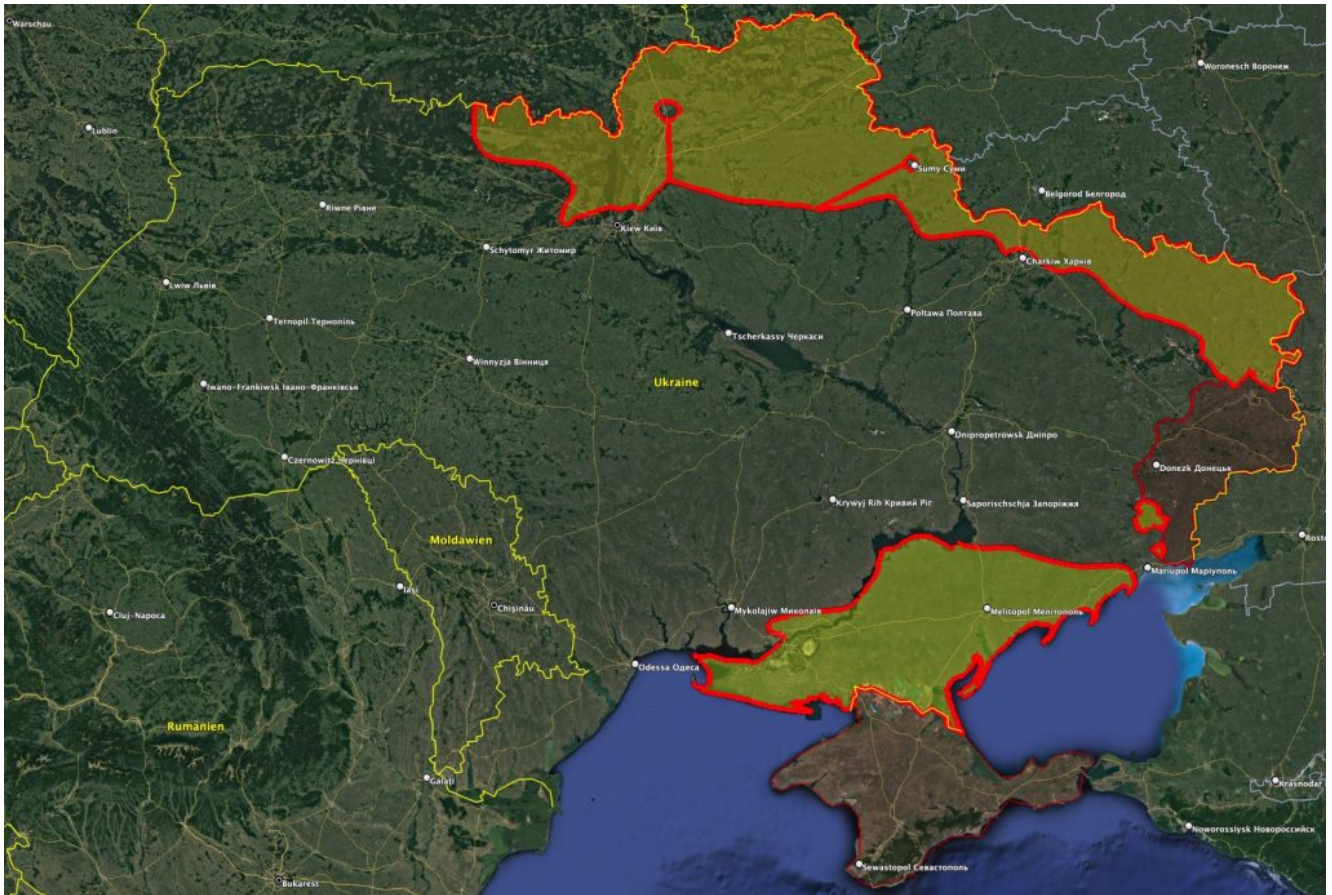 Warschau
Woronesch Воронеж
Lublin
Sumy Суми
Belgorod Белгород
Riwne Рівне
Kiew Київ
Schytomyr Житомир
Charkiw Харків
Lwiw Львів
Poltawa Полтава
Ternopil Тернопіль
Tscherkassy Черкаси
Winnyzja Вінниця
Ukraine
Iwano-Frankiwsk Івано-Франківськ
Dnipropetrowsk Дніпро
Czernowitz Чернівці
Donezk Донецьк
Krywyj Rih Кривий Ріг
Saporischschja Запоріжжя
Moldawien
Rosto
Mariupol Маріуполь
Iași
Chişinău
Cluj-Napoca
Mykolajiw Миколаїв
Melitopol Мелітополь
Odessa Одеса
Rumänien
Galați
Krasnodar
Noworossiysk Новороссийск
Sewastopol Севастополь
Bukarest